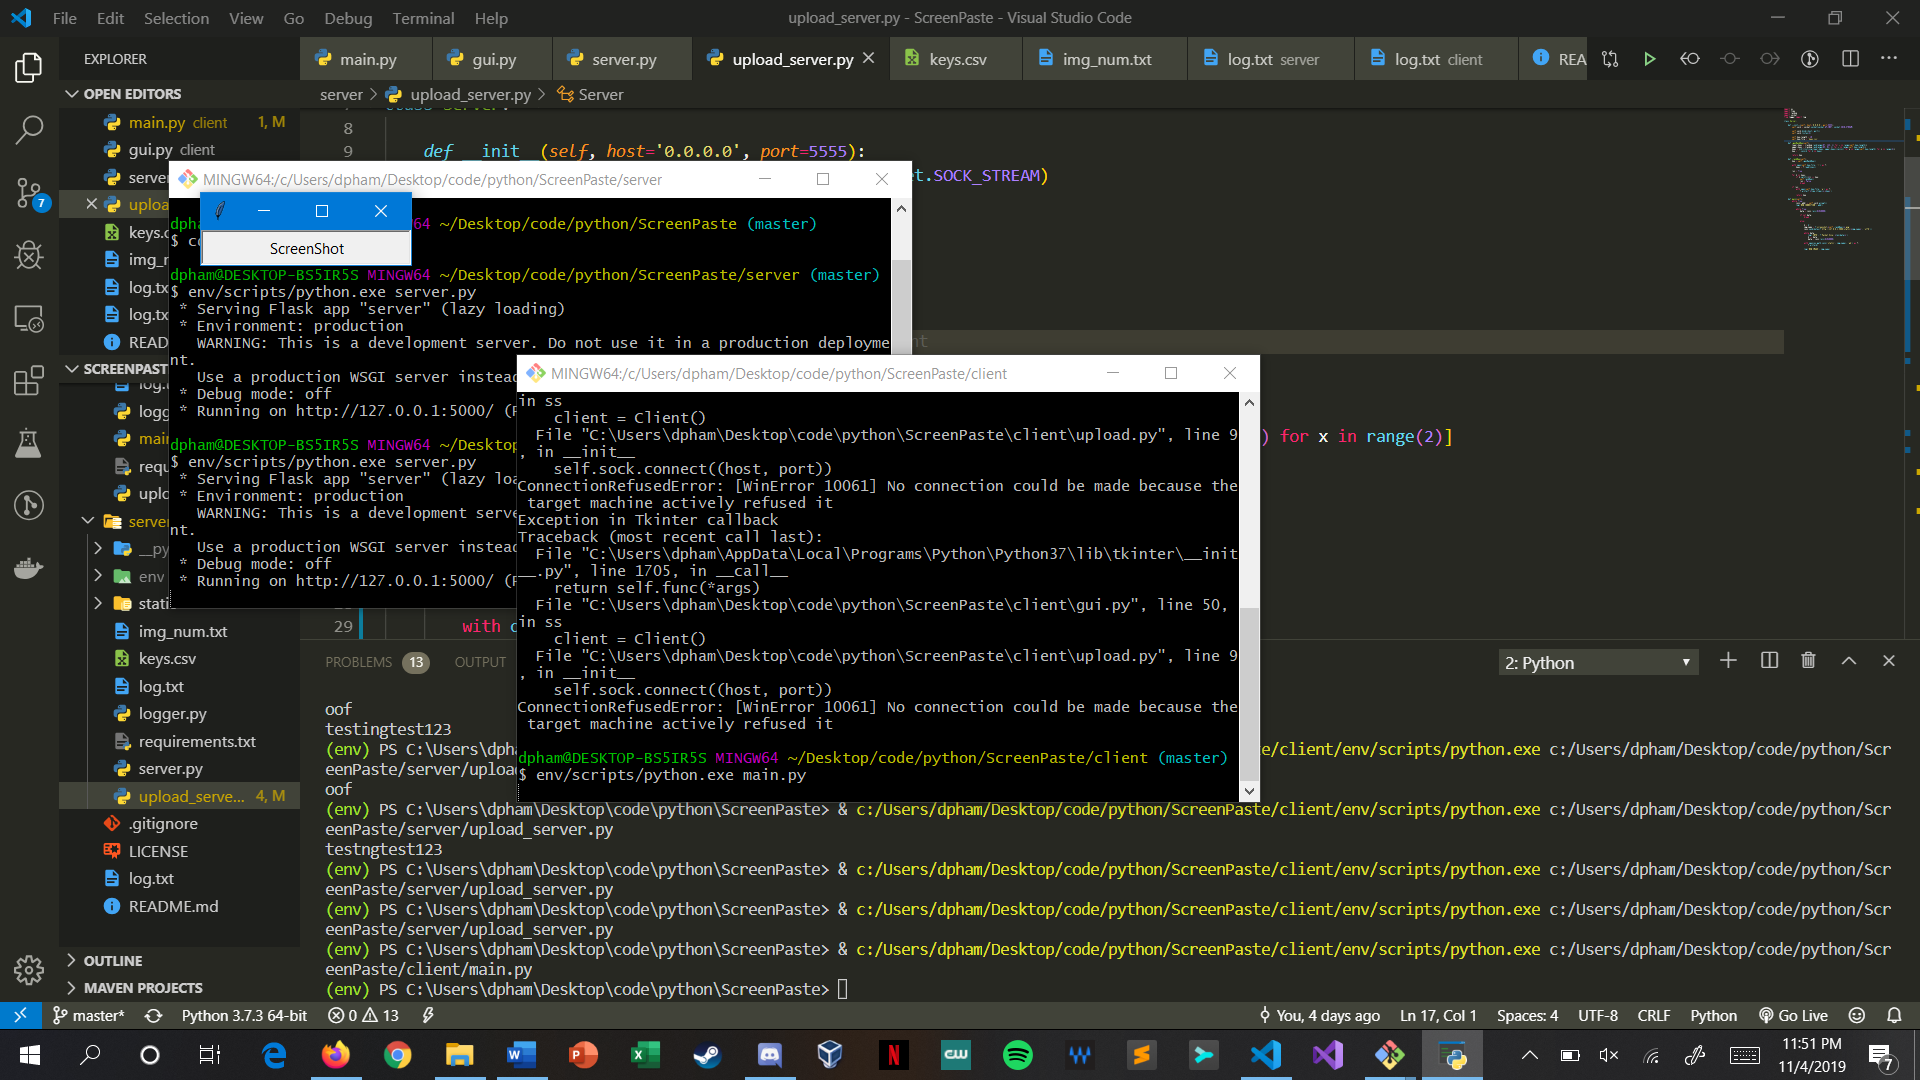 File Edit Selection View Go Debug Terminal Help
upload_server.py - ScreenPaste - Visual Studio Code
EXPLORER
main.py
gui.py
server.py
upload_server.py
keys.csv
img_num.txt
log.txt server
log.txt client
REA
OPEN EDITORS
server > upload_server.py > Server
main.py client 1, M
gui.py client
server
uploa
keys.c
img_n
log.tx
log.tx
READ
8
9 def __init__(self, host='0.0.0.0', port=5555):
et.SOCK_STREAM)
7
MINGW64:/c/Users/dpham/Desktop/code/python/ScreenPaste/server
dpha
64 ~/Desktop/code/python/ScreenPaste (master)
$ c
ScreenShot
dpham@DESKTOP-BS5IR5S MINGW64 ~/Desktop/code/python/ScreenPaste/server (master)
$ env/scripts/python.exe server.py
* Serving Flask app "server" (lazy loading)
* Environment: production
WARNING: This is a development server. Do not use it in a production deployme
nt.
Use a production WSGI server instead
* Debug mode: off
* Running on http://127.0.0.1:5000/ (P
dpham@DESKTOP-BS5IR5S MINGW64 ~/Desktop
$ env/scripts/python.exe server.py
* Serving Flask app "server" (lazy loa
* Environment: production
WARNING: This is a development serve
nt.
Use a production WSGI server instead
* Debug mode: off
* Running on http://127.0.0.1:5000/ (P
MINGW64:/c/Users/dpham/Desktop/code/python/ScreenPaste/client
in ss
client = Client()
File "C:\Users\dpham\Desktop\code\python\ScreenPaste\client\upload.py", line 9
, in __init__
self.sock.connect((host, port))
ConnectionRefusedError: [WinError 10061] No connection could be made because the
target machine actively refused it
Exception in Tkinter callback
Traceback (most recent call last):
File "C:\Users\dpham\AppData\Local\Programs\Python\Python37\lib\tkinter\__init
__.py", line 1705, in __call__
return self.func(*args)
File "C:\Users\dpham\Desktop\code\python\ScreenPaste\client\gui.py", line 50,
in ss
client = Client()
File "C:\Users\dpham\Desktop\code\python\ScreenPaste\client\upload.py", line 9
, in __init__
self.sock.connect((host, port))
ConnectionRefusedError: [WinError 10061] No connection could be made because the
target machine actively refused it
dpham@DESKTOP-BS5IR5S MINGW64 ~/Desktop/code/python/ScreenPaste/client (master)
$ env/scripts/python.exe main.py
) for x in range(2)]
29 with o
SCREENPAST
log.
logg
mai
requ
uplo
server
__py
env
stati
img_num.txt
keys.csv
log.txt
logger.py
requirements.txt
server.py
upload_serve... 4, M
.gitignore
LICENSE
log.txt
README.md
OUTLINE
MAVEN PROJECTS
PROBLEMS 13 OUTPUT
2: Python
oof
testingtest123
(env) PS C:\Users\dpha
te/client/env/scripts/python.exe c:/Users/dpham/Desktop/code/python/Scr
eenPaste/server/upload
oof
(env) PS C:\Users\dpham\Desktop\code\python\ScreenPaste> & c:/Users/dpham/Desktop/code/python/ScreenPaste/client/env/scripts/python.exe c:/Users/dpham/Desktop/code/python/Scr
eenPaste/server/upload_server.py
testngtest123
(env) PS C:\Users\dpham\Desktop\code\python\ScreenPaste> & c:/Users/dpham/Desktop/code/python/ScreenPaste/client/env/scripts/python.exe c:/Users/dpham/Desktop/code/python/Scr
eenPaste/server/upload_server.py
(env) PS C:\Users\dpham\Desktop\code\python\ScreenPaste> & c:/Users/dpham/Desktop/code/python/ScreenPaste/client/env/scripts/python.exe c:/Users/dpham/Desktop/code/python/Scr
eenPaste/server/upload_server.py
(env) PS C:\Users\dpham\Desktop\code\python\ScreenPaste> & c:/Users/dpham/Desktop/code/python/ScreenPaste/client/env/scripts/python.exe c:/Users/dpham/Desktop/code/python/Scr
eenPaste/client/main.py
(env) PS C:\Users\dpham\Desktop\code\python\ScreenPaste>
master* Python 3.7.3 64-bit 0 13
You, 4 days ago Ln 17, Col 1 Spaces: 4 UTF-8 CRLF Python Go Live
11:51 PM
11/4/2019
7